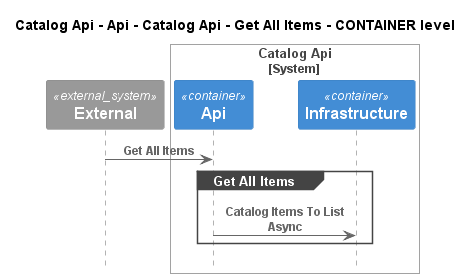 Catalog Api - Api - Catalog Api - Get All Items - CONTAINER level
Catalog Api
[System]
«external_system»
External
«container»
Api
«container»
Infrastructure
Get All Items
Get All Items
Catalog Items To List
Async